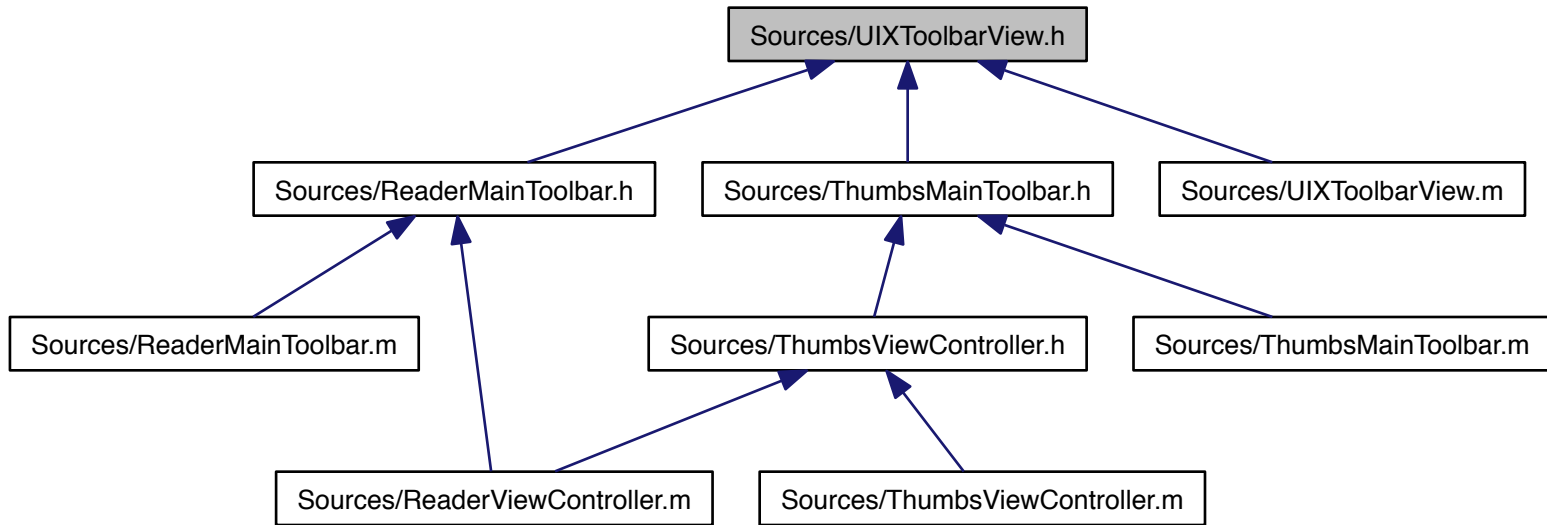 Sources/UIXToolbarView.h
Sources/ReaderMainToolbar.h
Sources/ThumbsMainToolbar.h
Sources/UIXToolbarView.m
Sources/ReaderMainToolbar.m
Sources/ThumbsViewController.h
Sources/ThumbsMainToolbar.m
Sources/ReaderViewController.m
Sources/ThumbsViewController.m